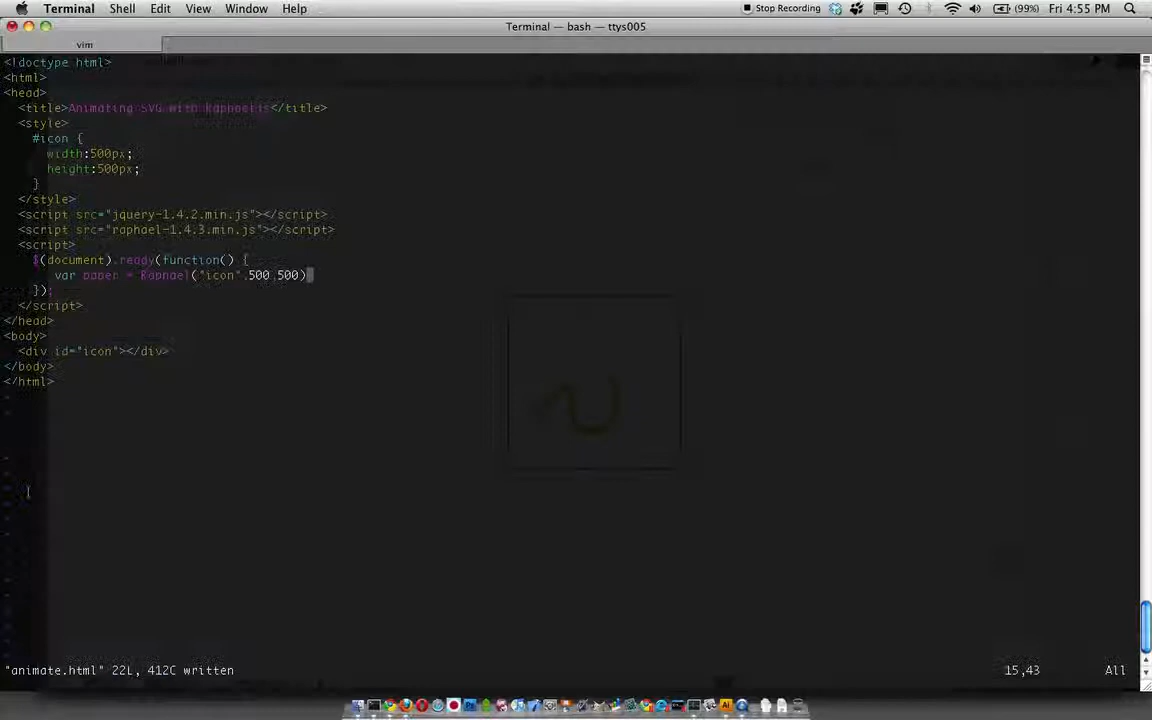 Terminal Shell Edit View Window Help Stop Recording (99%) Fri 4:55 PM
Terminal — bash — ttys005
vim
<!doctype html>
<html>
<head>
<title>Animating SVG with Raphaeljs</title>
<style>
#icon {
width:500px;
height:500px;
}
</style>
<script src="jquery-1.4.2.min.js"></script>
<script src="raphael-1.4.3.min.js"></script>
<script>
$(document).ready(function() {
var paper = Raphael("icon",500,500)
});
</script>
</head>
<body>
<div id="icon"></div>
</body>
</html>
"animate.html" 22L, 412C written 15,43 All